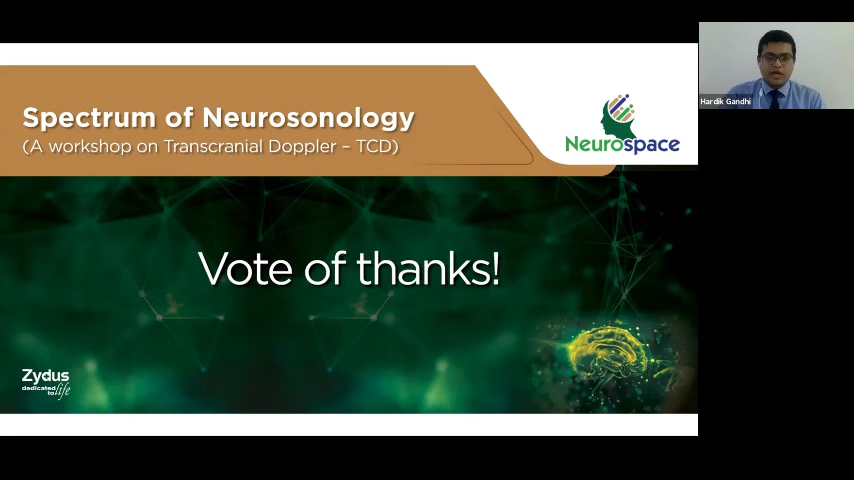 Spectrum of Neurosonology
(A workshop on Transcranial Doppler – TCD)
Neurospace
Hardik Gandhi
Vote of thanks!
Zydus
dedicated
to life